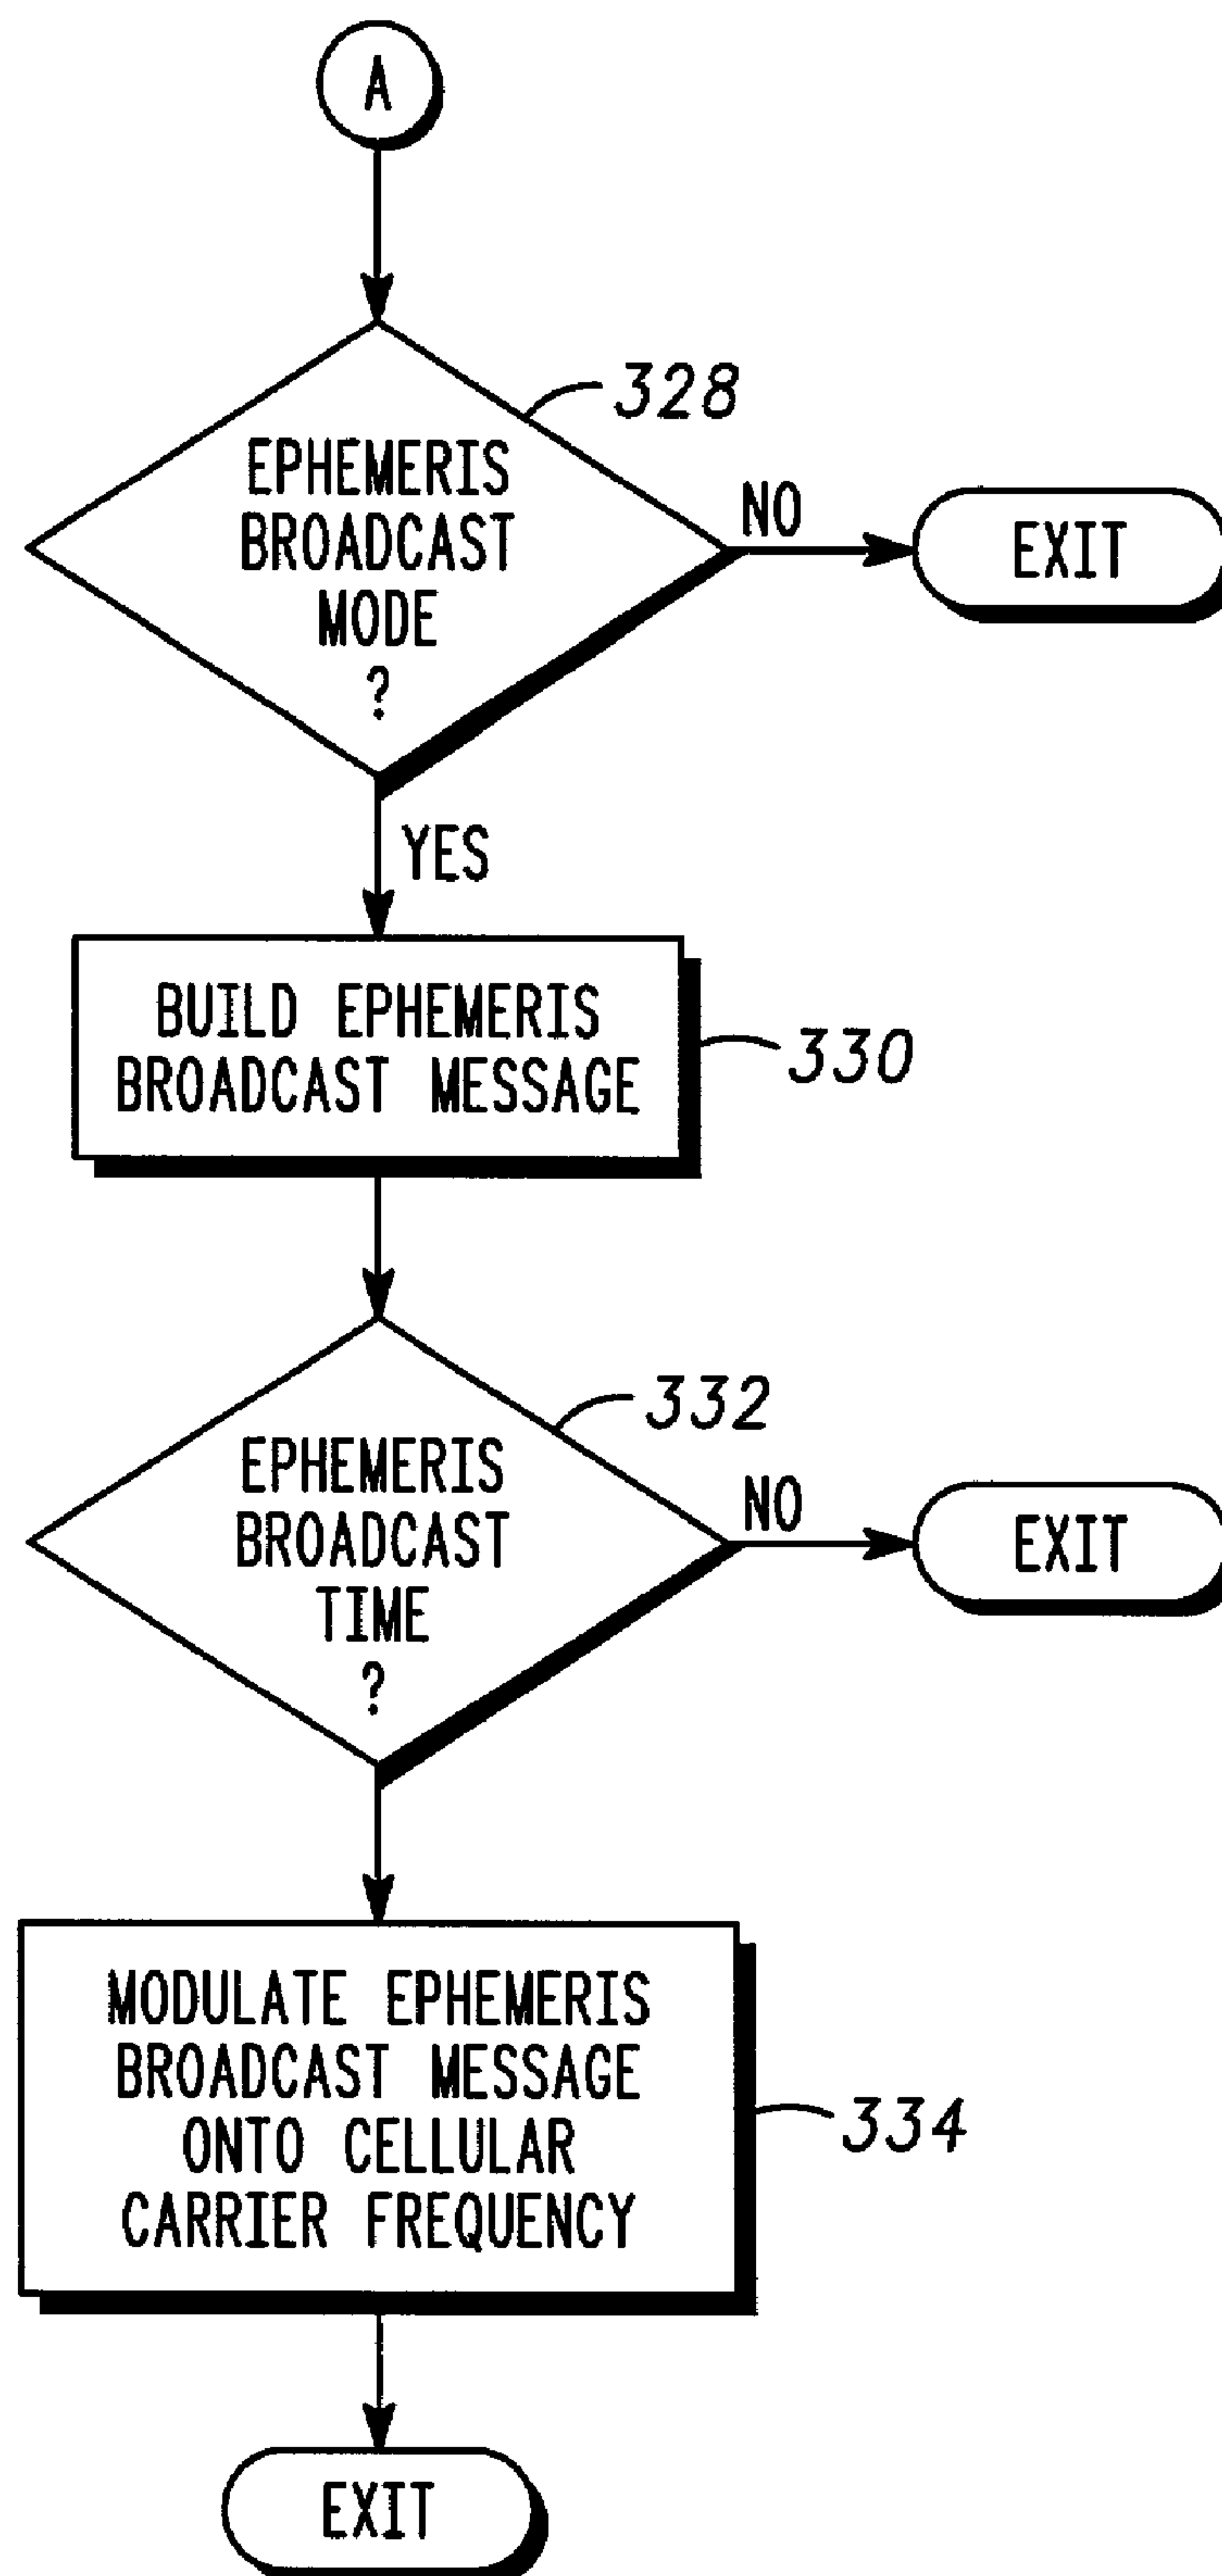 A
328
EPHEMERIS
BROADCAST
MODE
?
NO
EXIT
YES
BUILD EPHEMERIS
BROADCAST MESSAGE
330
332
EPHEMERIS
BROADCAST
TIME
?
NO
EXIT
MODULATE EPHEMERIS
BROADCAST MESSAGE
ONTO CELLULAR
CARRIER FREQUENCY
334
EXIT